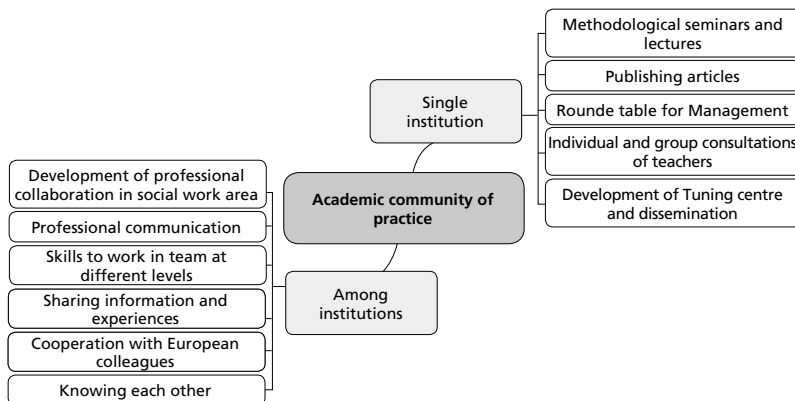 Methodological seminars and
lectures
Publishing articles
Rounde table for Management
Individual and group consultations
of teachers
Development of Tuning centre
and dissemination
Single
institution
Academic community of
practice
Among
institutions
Development of professional
collaboration in social work area
Professional communication
Skills to work in team at
different levels
Sharing information and
experiences
Cooperation with European
colleagues
Knowing each other